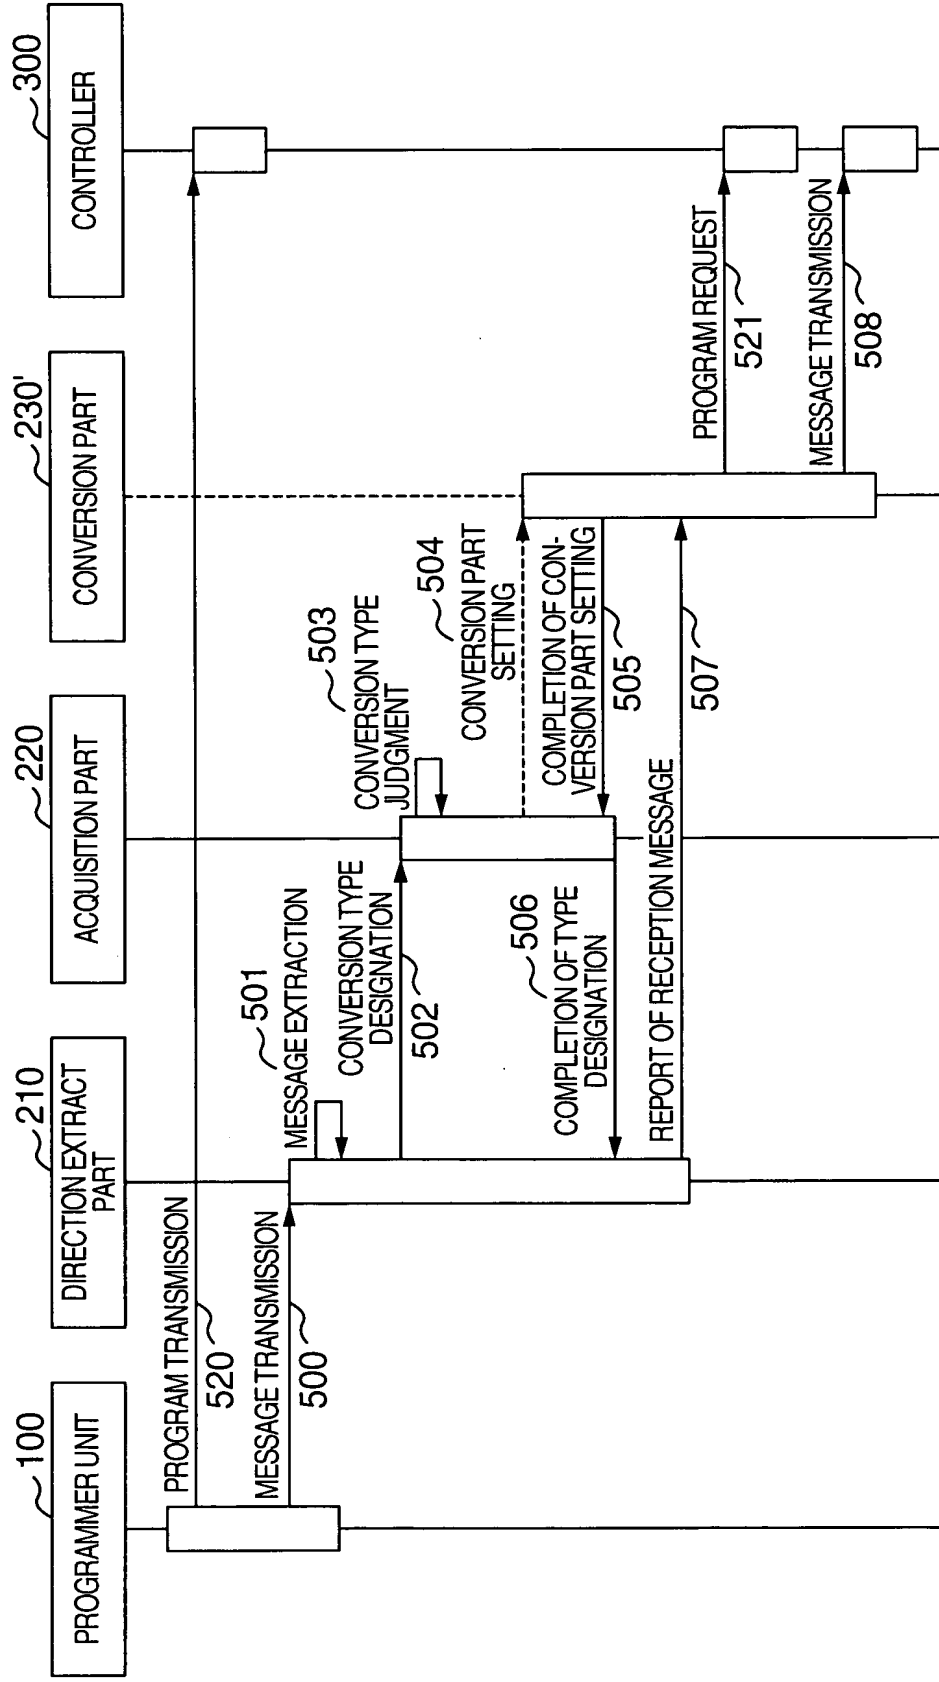 100
PROGRAMMER UNIT
210
DIRECTION EXTRACT
PART
220
ACQUISITION PART
230'
CONVERSION PART
300
CONTROLLER
PROGRAM TRANSMISSION
520
MESSAGE TRANSMISSION
500
501
MESSAGE EXTRACTION
CONVERSION TYPE
DESIGNATION
502
503
CONVERSION TYPE
JUDGMENT
504
CONVERSION PART
SETTING
COMPLETION OF CON-
VERSION PART SETTING
505
506
COMPLETION OF TYPE
DESIGNATION
REPORT OF RECEPTION MESSAGE
507
PROGRAM REQUEST
521
MESSAGE TRANSMISSION
508